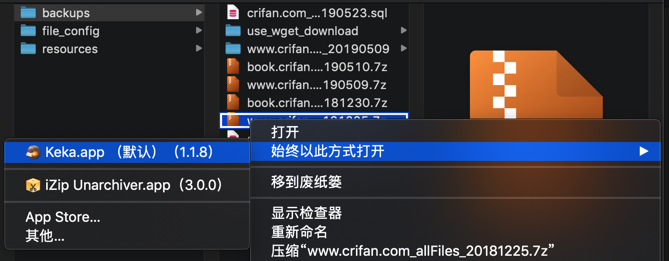 backups
file_config
resources
crifan.com_...190523.sql
use_wget_download
www.crifan...._20190509
book.crifan....190510.7z
www.crifan....190509.7z
book.crifan....181230.7z
打开
始终以此方式打开
移到废纸篓
显示检查器
重新命名
压缩“www.crifan.com_allFiles_20181225.7z”
Keka.app （默认）（1.1.8）
iZip Unarchiver.app（3.0.0）
App Store...
其他...